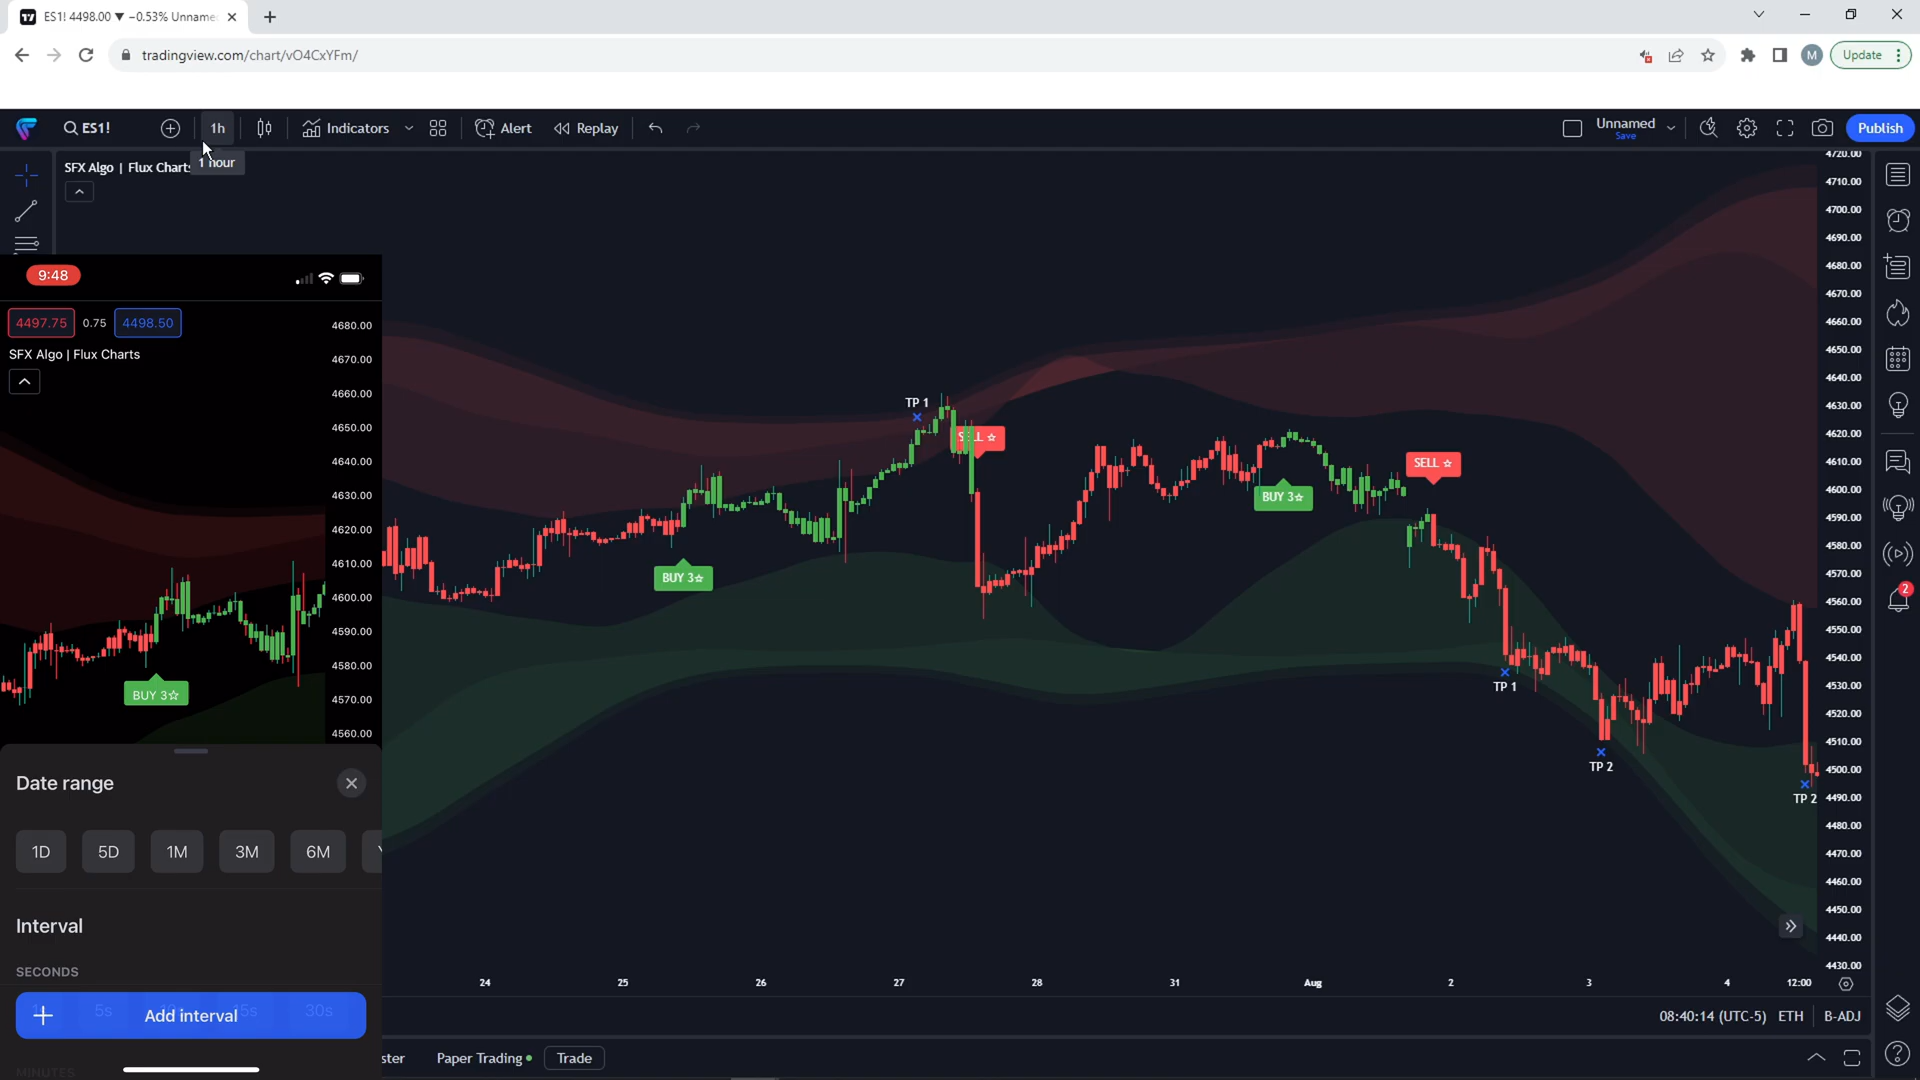 ES1! 4498.00 ▼ −0.53% Unname
tradingview.com/chart/vO4CxYFm/
M
Update
ES1!
1h
Indicators
Alert
Replay
Unnamed
Save
Publish
1 hour
SFX Algo | Flux Charts
4720.00
4710.00
4700.00
4690.00
4680.00
4670.00
4660.00
4650.00
4640.00
4630.00
4620.00
4610.00
4600.00
4590.00
4580.00
4570.00
4560.00
4550.00
4540.00
4530.00
4520.00
4510.00
4500.00
4490.00
4480.00
4470.00
4460.00
4450.00
4440.00
4430.00
2
TP 1
SELL ☆
BUY 3☆
BUY 3☆
SELL ☆
TP 1
TP 2
TP 2
24
25
26
27
28
31
Aug
2
3
4
12:00
08:40:14 (UTC-5)
ETH
B-ADJ
ster
Paper Trading
Trade
9:48
4497.75
0.75
4498.50
SFX Algo | Flux Charts
4680.00
4670.00
4660.00
4650.00
4640.00
4630.00
4620.00
4610.00
4600.00
4590.00
4580.00
4570.00
4560.00
BUY 3☆
Date range
1D
5D
1M
3M
6M
Interval
SECONDS
5s
15s
30s
Add interval
MINUTES